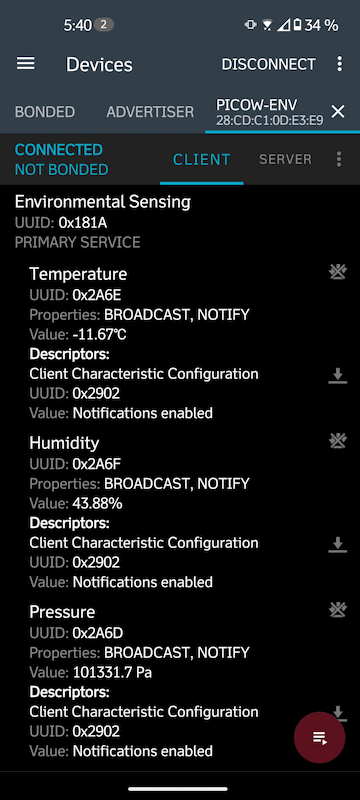 5:40 2 34 %
Devices DISCONNECT
BONDED ADVERTISER PICOW-ENV
28:CD:C1:0D:E3:E9
CONNECTED
NOT BONDED
CLIENT SERVER
Environmental Sensing
UUID: 0x181A
PRIMARY SERVICE
Temperature
UUID: 0x2A6E
Properties: BROADCAST, NOTIFY
Value: -11.67℃
Descriptors:
Client Characteristic Configuration
UUID: 0x2902
Value: Notifications enabled
Humidity
UUID: 0x2A6F
Properties: BROADCAST, NOTIFY
Value: 43.88%
Descriptors:
Client Characteristic Configuration
UUID: 0x2902
Value: Notifications enabled
Pressure
UUID: 0x2A6D
Properties: BROADCAST, NOTIFY
Value: 101331.7 Pa
Descriptors:
Client Characteristic Configuration
UUID: 0x2902
Value: Notifications enabled